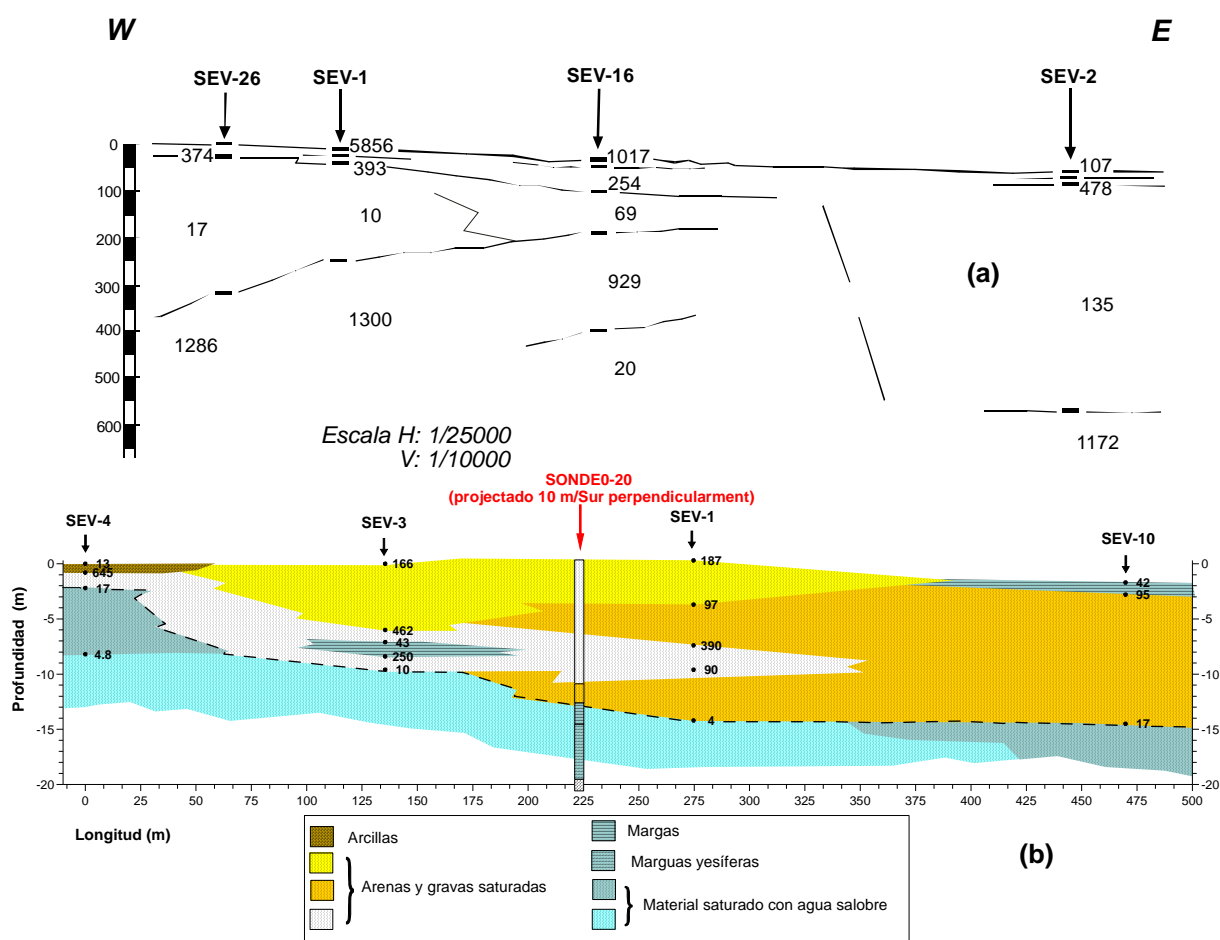 W
E
SEV-26
SEV-1
SEV-16
SEV-2
0
100
200
300
400
500
600
374
5856
393
1017
254
107
478
17
10
69
929
135
1286
1300
20
1172
(a)
Escala H: 1/25000
V: 1/10000
SONDE0-20
(projectado 10 m/Sur perpendicularment)
SEV-4
SEV-3
SEV-1
SEV-10
Profundidad (m)
0
-5
-10
-15
-20
13
645
17
4.8
166
462
43
250
10
187
97
390
90
4
42
95
17
0
-5
-10
-15
-20
0 25 50 75 100 125 150 175 200 225 250 275 300 325 350 375 400 425 450 475 500
Longitud (m)
Arcillas
Arenas y gravas saturadas
Margas
Marguas yesíferas
Material saturado con agua salobre
(b)